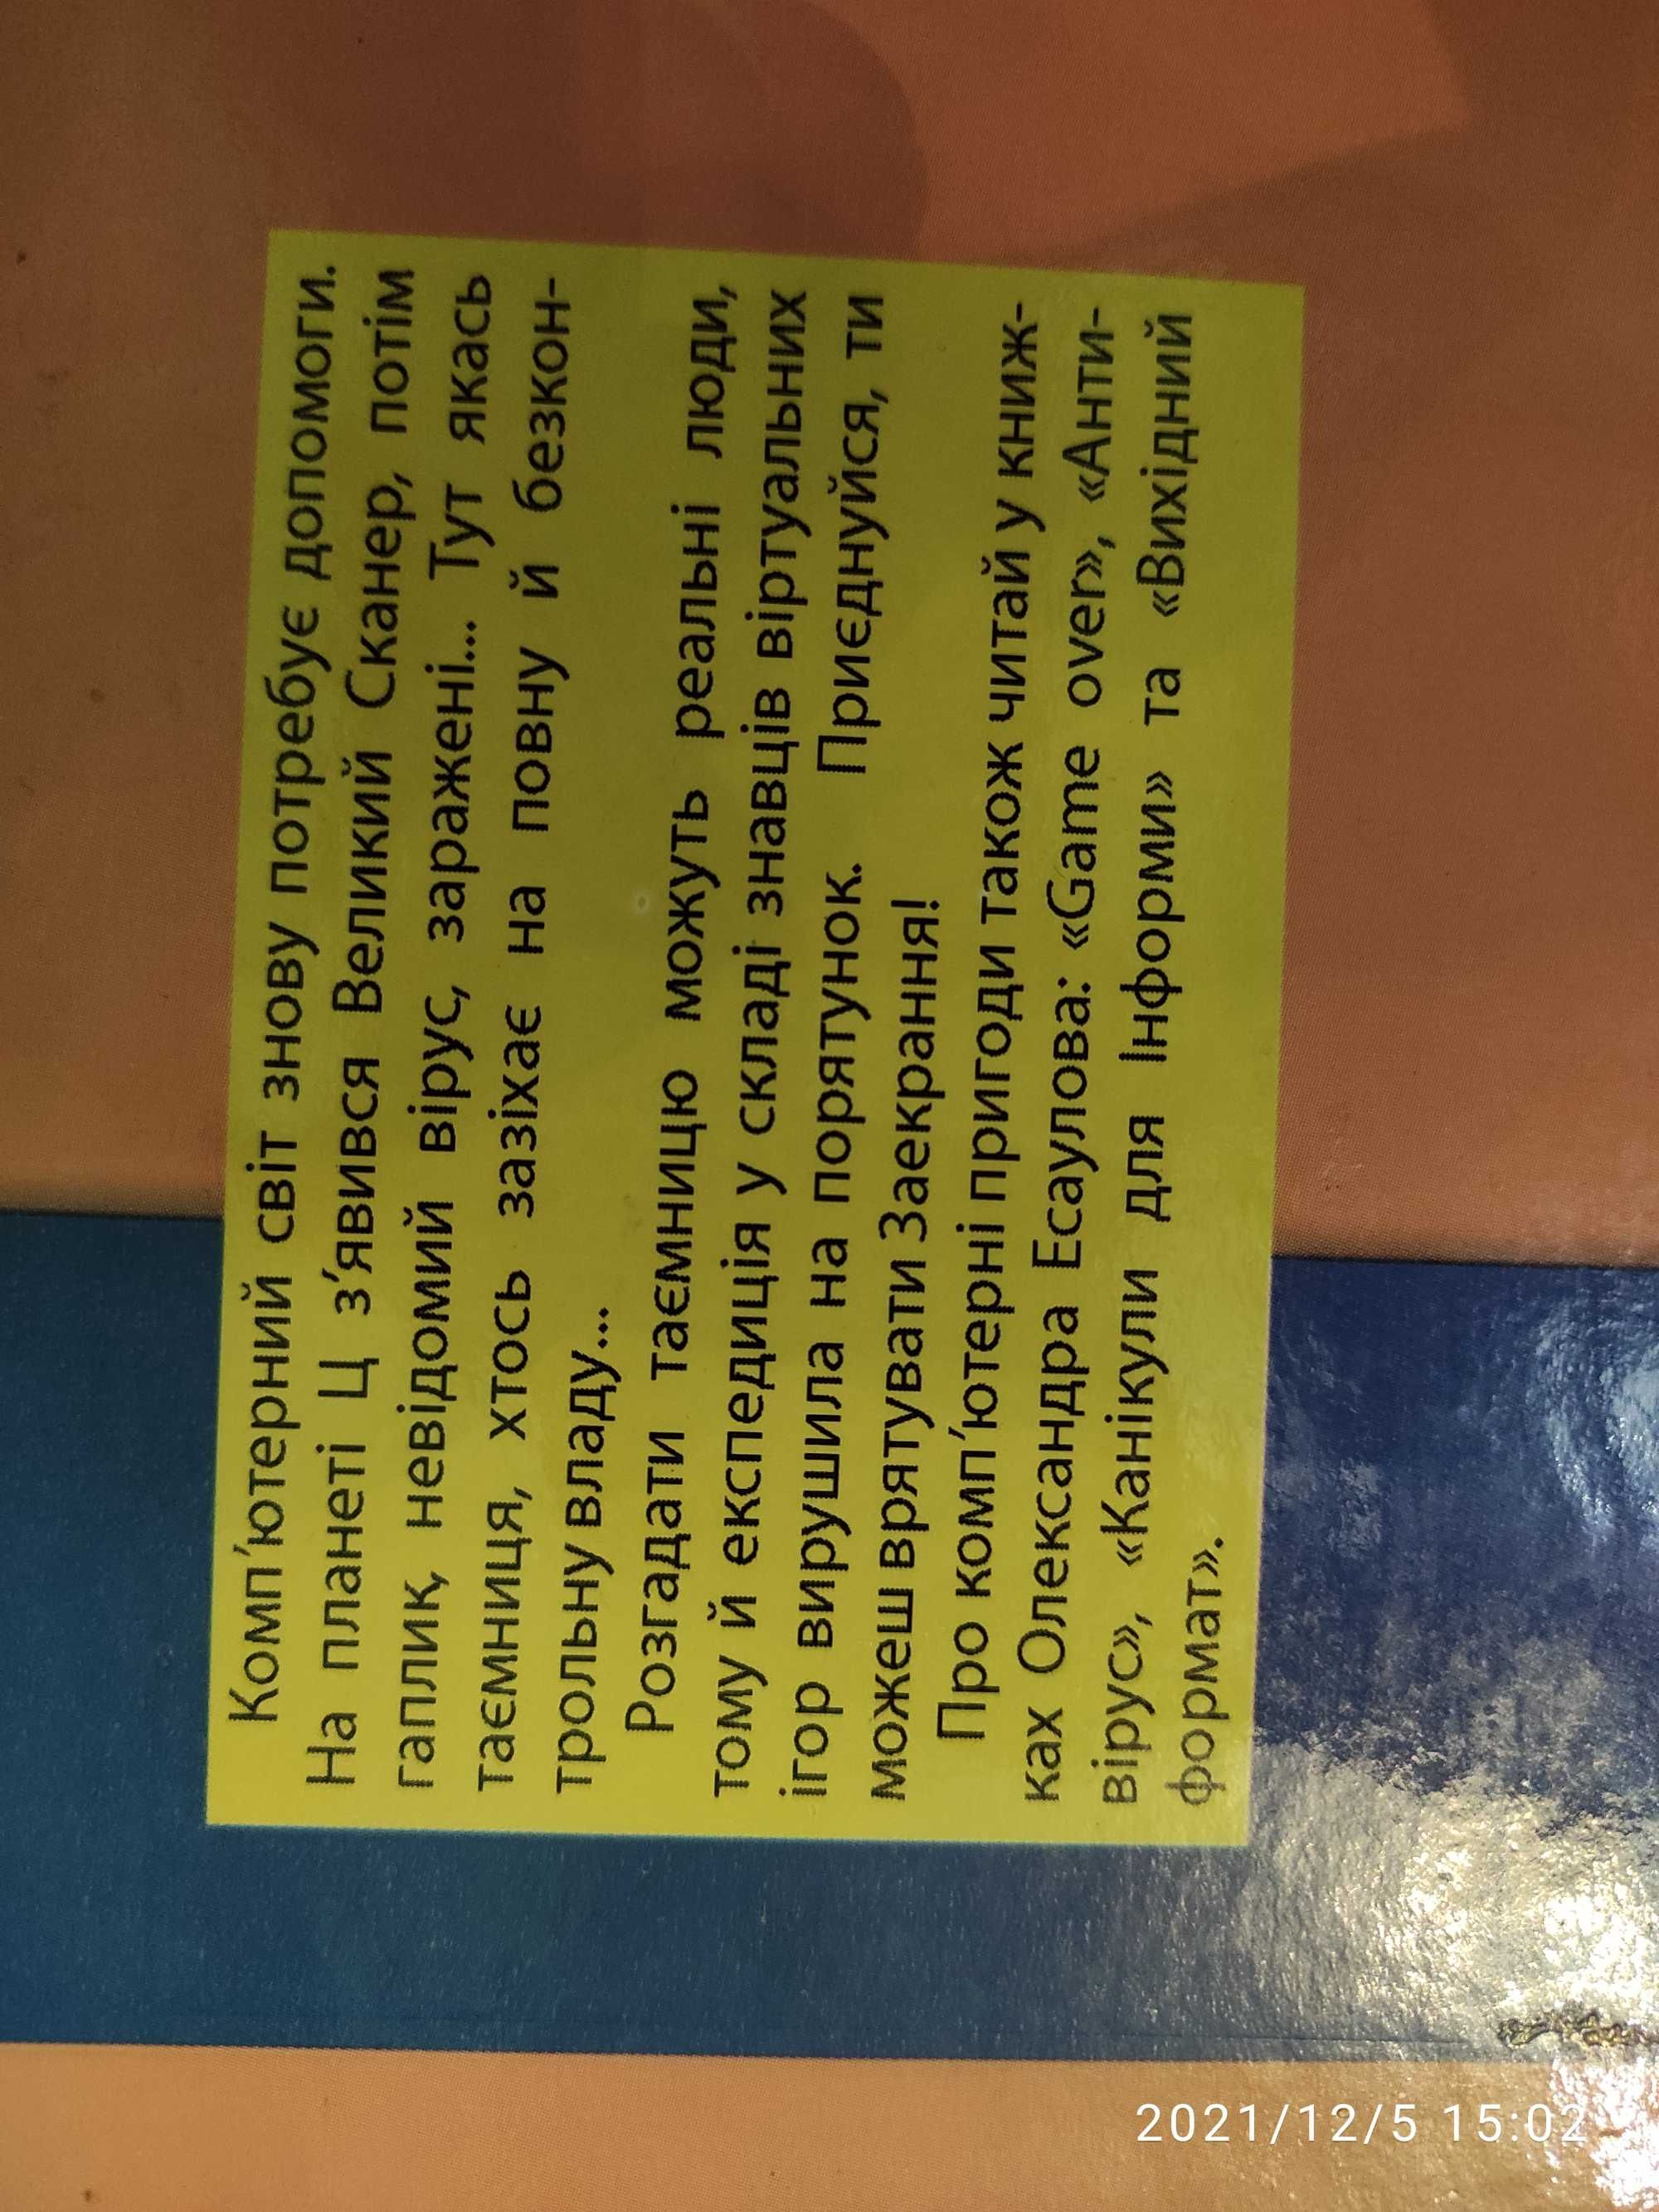 Комп'ютерний світ знову потребує допомоги.
На планеті Ц з'явився Великий Сканер, потім
гаплик, невідомий вірус, заражені... Тут якась
таємниця, хтось зазіхає на повну й безкон-
трольну владу...
Розгадати таємницю можуть реальні люди,
тому й експедиція у складі знавців віртуальних
ігор вирушила на порятунок. Приєднуйся, ти
можеш врятувати Заекрання!
Про комп'ютерні пригоди також читай у книж-
ках Олександра Есаулова: «Game over», «Анти-
вірус», «Канікули для Інформи» та «Вихідний
формат».
2021/12/5 15:02